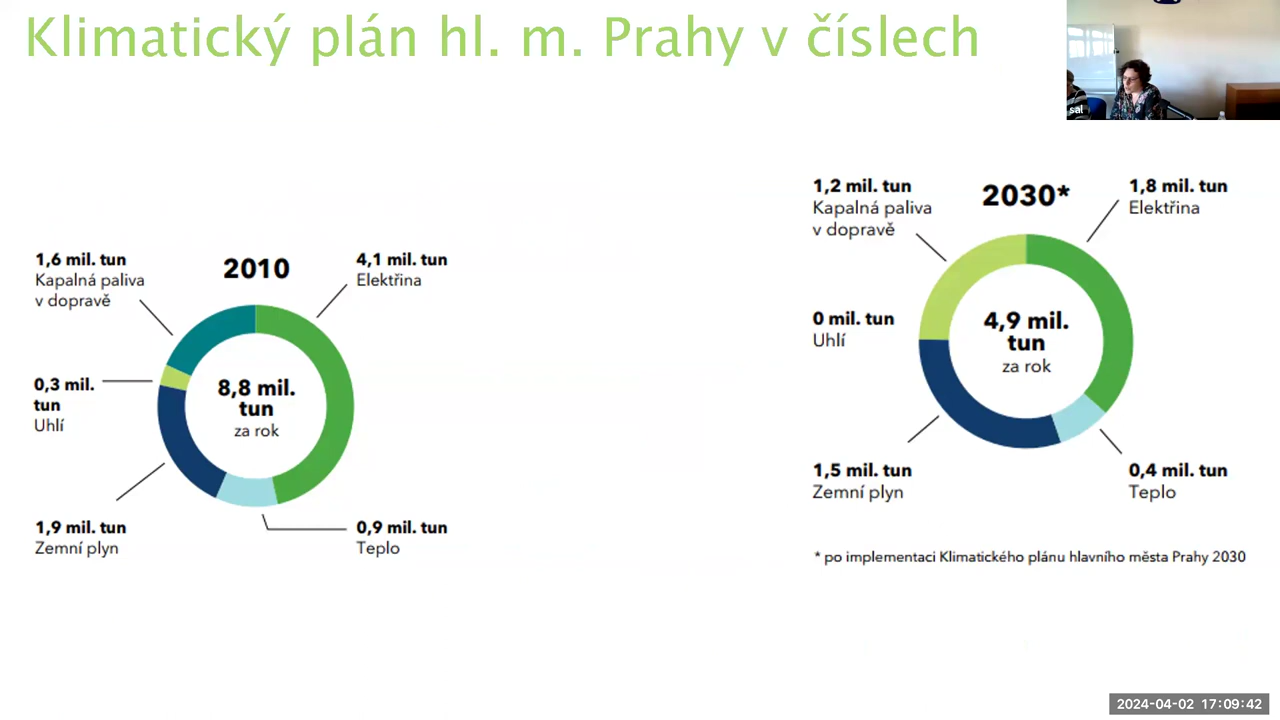 Klimatický plán hl. m. Prahy v číslech
sal
1,6 mil. tun
Kapalná paliva
v dopravě
2010
4,1 mil. tun
Elektřina
0,3 mil.
tun
Uhlí
8,8 mil.
tun
za rok
1,9 mil. tun
Zemní plyn
0,9 mil. tun
Teplo
1,2 mil. tun
Kapalná paliva
v dopravě
2030*
1,8 mil. tun
Elektřina
0 mil. tun
Uhlí
4,9 mil.
tun
za rok
1,5 mil. tun
Zemní plyn
0,4 mil. tun
Teplo
* po implementaci Klimatického plánu hlavního města Prahy 2030
2024-04-02 17:09:42